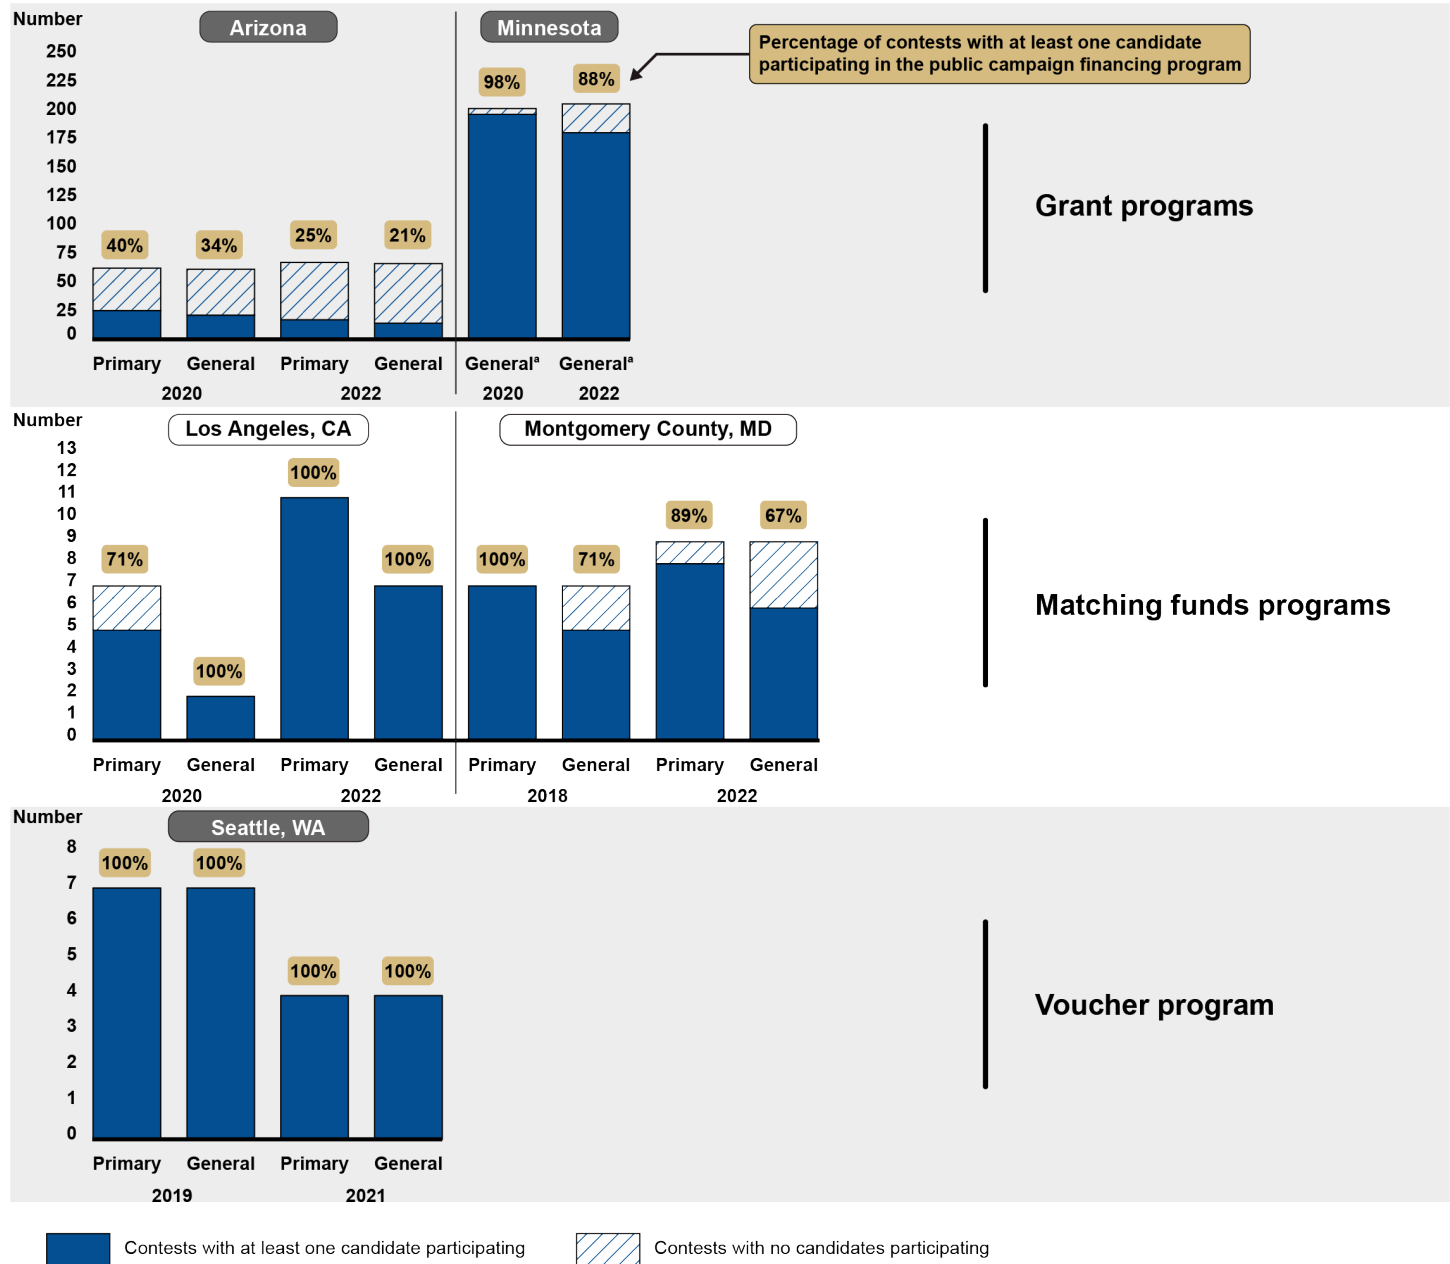 Number
Arizona
Minnesota
Percentage of contests with at least one candidate
participating in the public campaign financing program
250
225
200
175
150
125
100
75
50
25
0
40%
34%
25%
21%
98%
88%
Primary
General
Primary
General
Generalᵃ
Generalᵃ
2020
2022
2020
2022
Grant programs
Number
Los Angeles, CA
Montgomery County, MD
13
12
11
10
9
8
7
6
5
4
3
2
1
0
71%
100%
100%
100%
100%
71%
89%
67%
Primary
General
Primary
General
Primary
General
Primary
General
2020
2022
2018
2022
Matching funds programs
Number
Seattle, WA
8
7
6
5
4
3
2
1
0
100%
100%
100%
100%
Primary
General
Primary
General
2019
2021
Voucher program
Contests with at least one candidate participating
Contests with no candidates participating